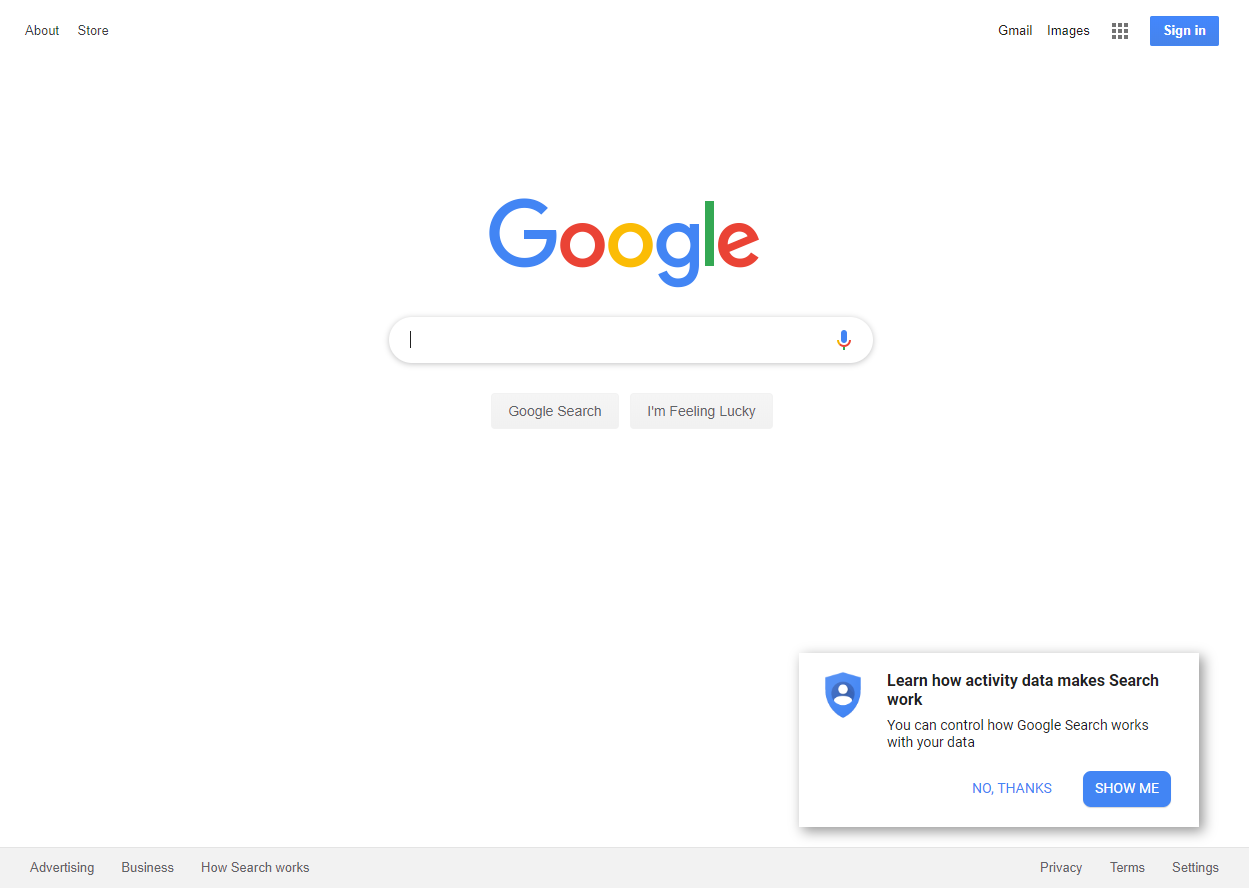 About Store Gmail Images Sign in
Google
Google Search I'm Feeling Lucky
Learn how activity data makes Search
work
You can control how Google Search works
with your data
NO, THANKS SHOW ME
Advertising Business How Search works Privacy Terms Settings